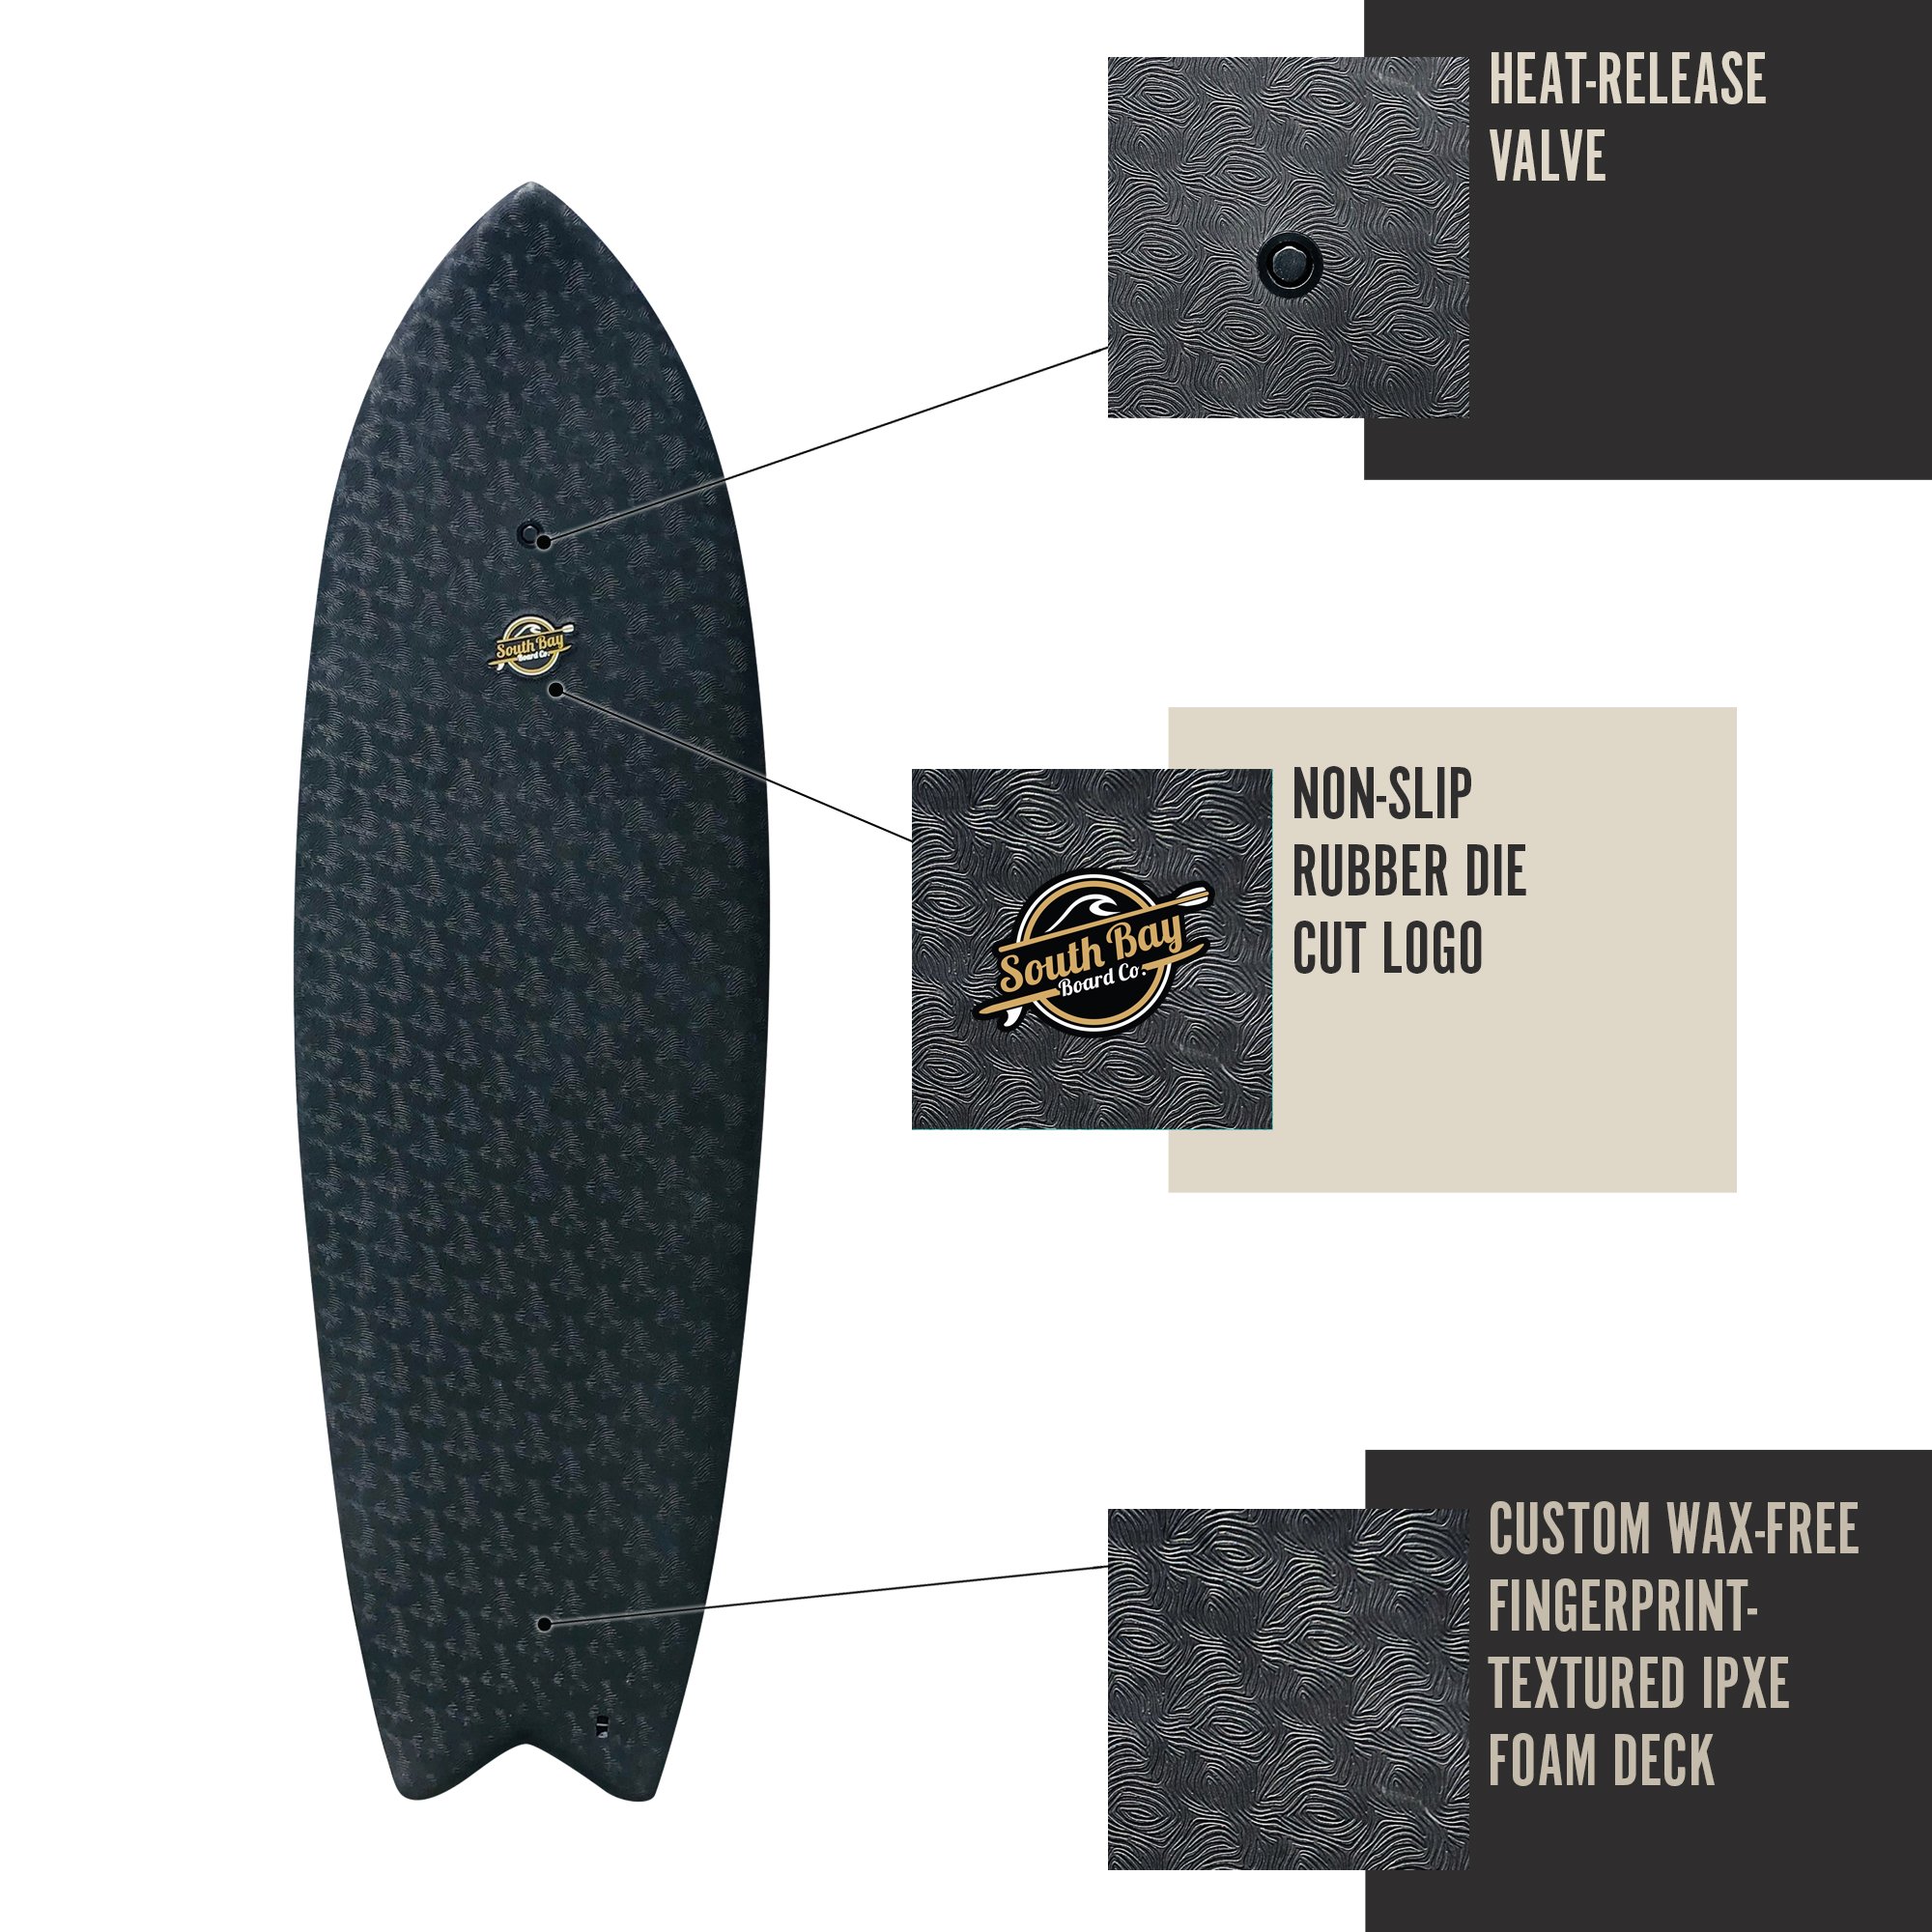 HEAT-RELEASE
VALVE
South Bay
Board Co.
NON-SLIP
RUBBER DIE
CUT LOGO
South Bay
Board Co.
CUSTOM WAX-FREE
FINGERPRINT-
TEXTURED IPXE
FOAM DECK